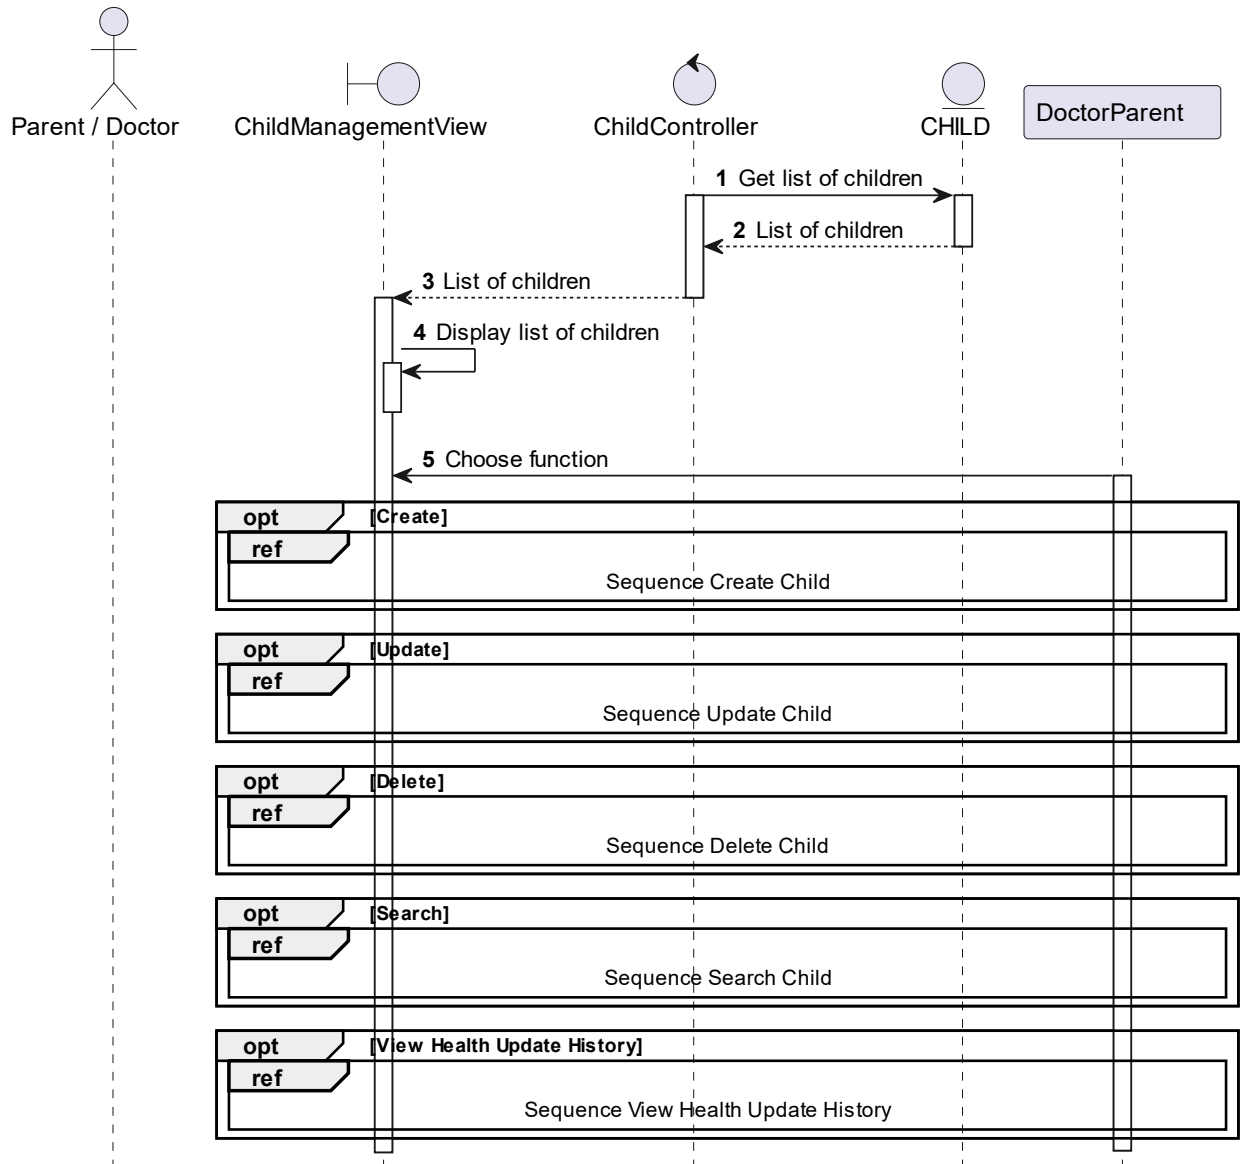 Parent / Doctor
ChildManagementView
ChildController
CHILD
DoctorParent
1 Get list of children
2 List of children
3 List of children
4 Display list of children
5 Choose function
opt [Create]
ref
Sequence Create Child
opt [Update]
ref
Sequence Update Child
opt [Delete]
ref
Sequence Delete Child
opt [Search]
ref
Sequence Search Child
opt [View Health Update History]
ref
Sequence View Health Update History